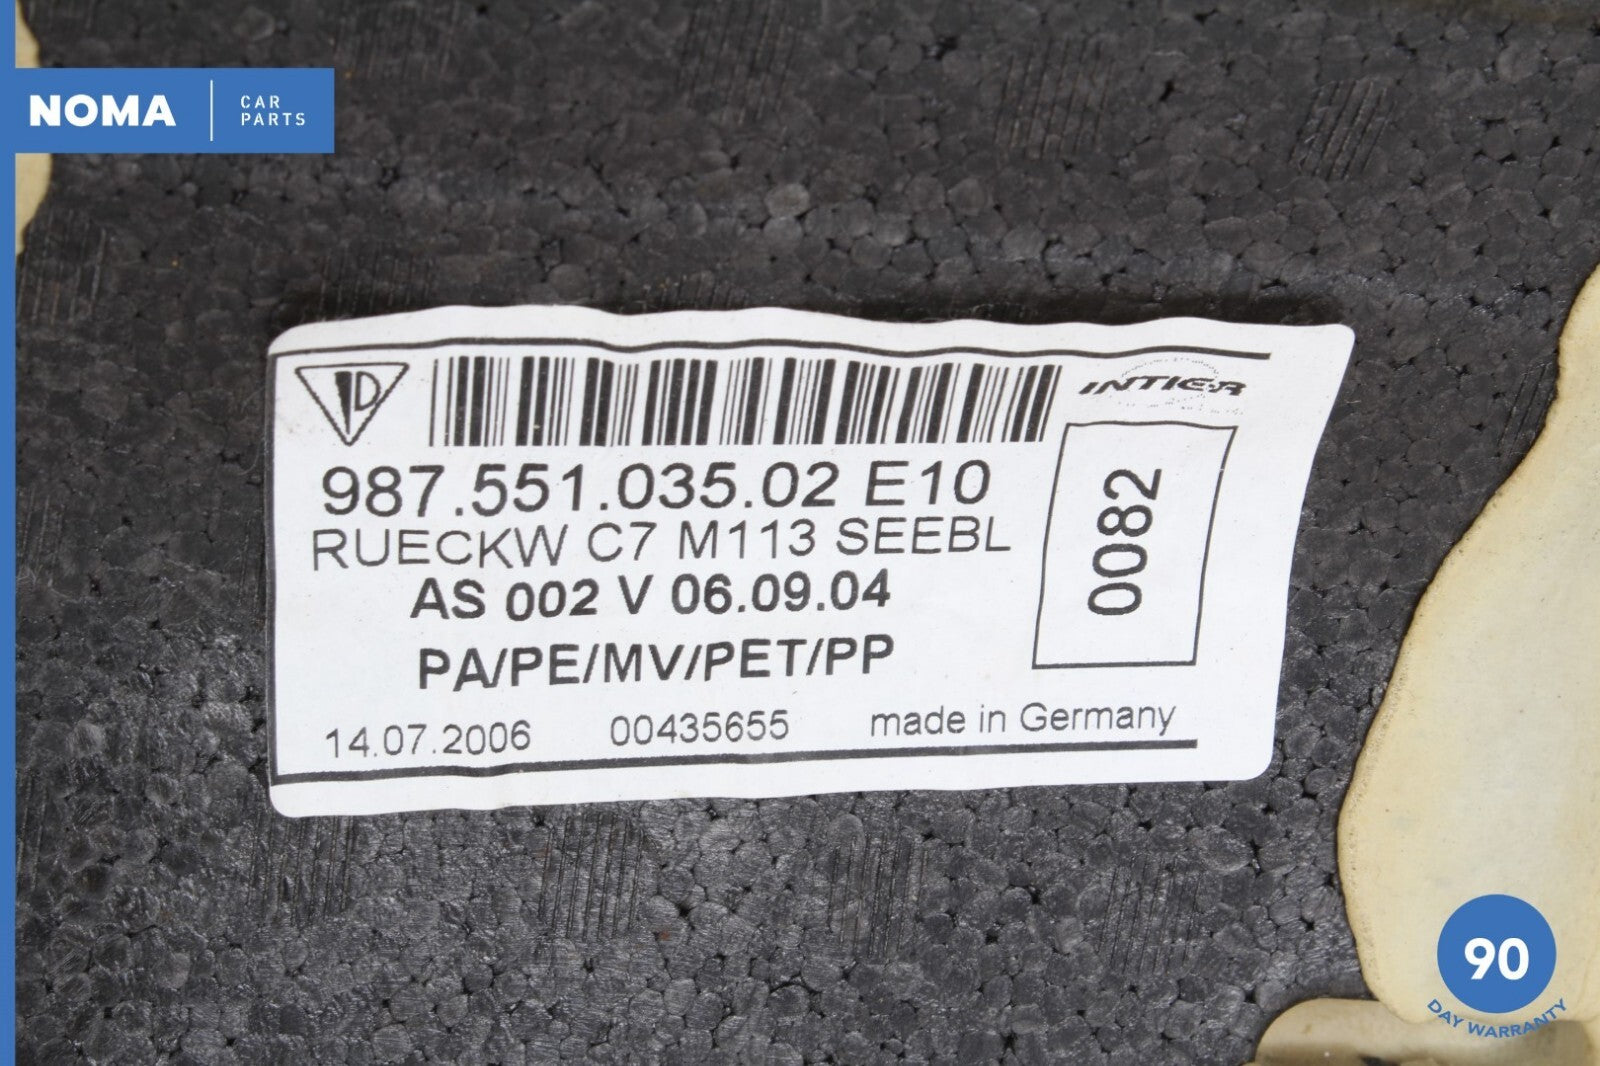 NOMA
CAR
PARTS
D
INTIER
987.551.035.02 E10
RUECKW C7 M113 SEEBL
0082
AS 002 V 06.09.04
PA/PE/MV/PET/PP
14.07.2006 00435655 made in Germany
90
DAY WARRANTY